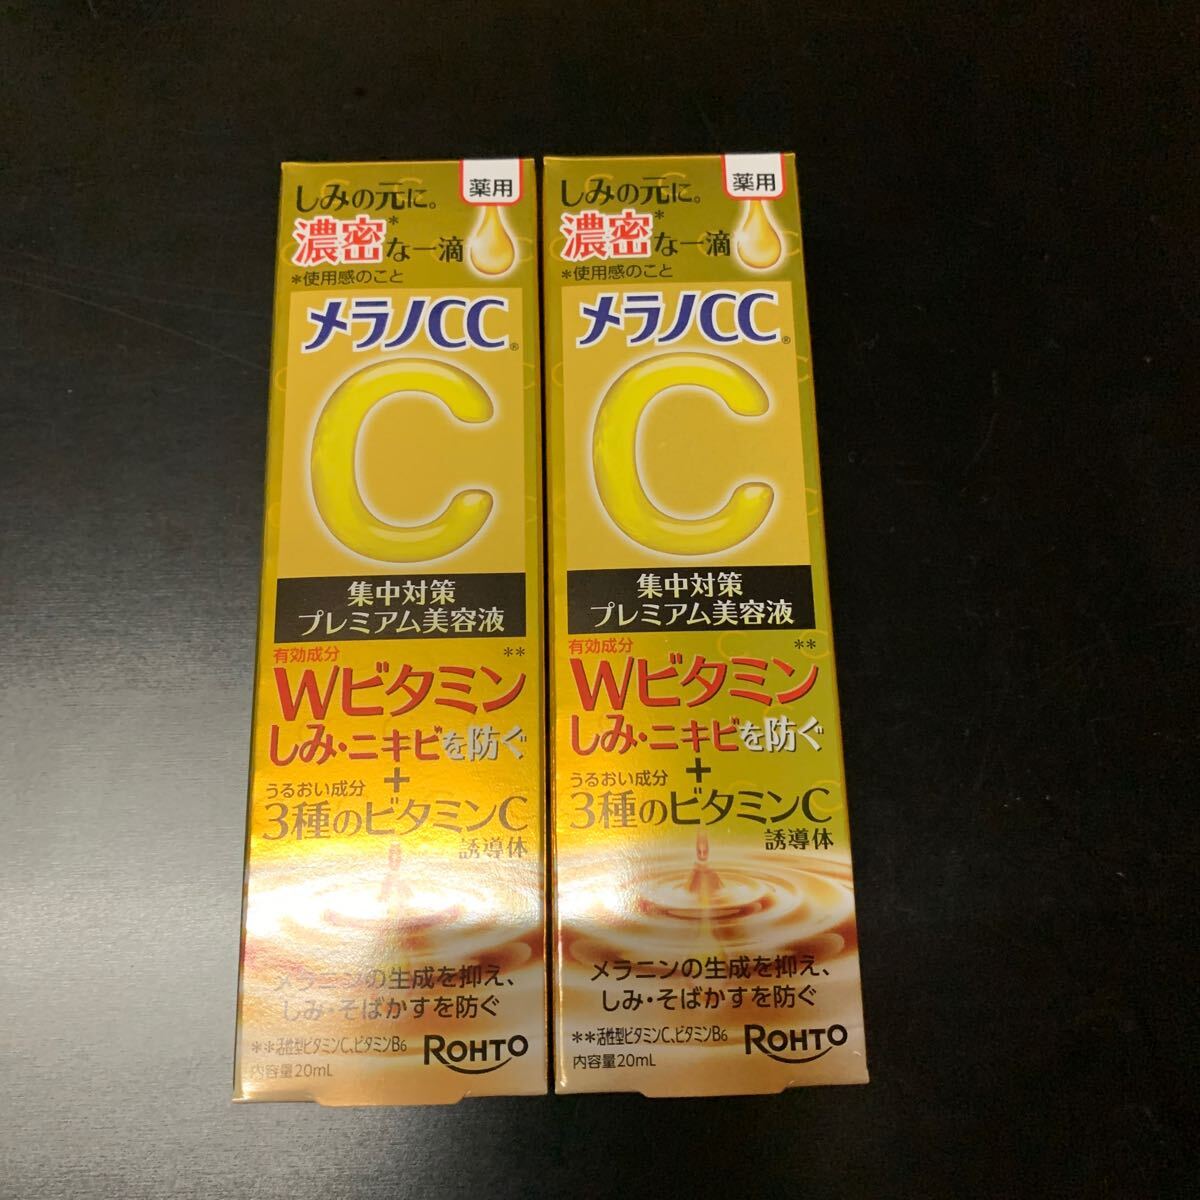 薬用
しみの元に。
濃密*な一滴
*使用感のこと
メラノCC®
C
集中対策
プレミアム美容液
有効成分
Wビタミン**
しみ・ニキビを防ぐ
+
うるおい成分
3種のビタミンC
誘導体
メラニンの生成を抑え、
しみ・そばかすを防ぐ
**活性型ビタミンC、ビタミンB6
内容量20mL
ROHTO
薬用
しみの元に。
濃密*な一滴
*使用感のこと
メラノCC®
C
集中対策
プレミアム美容液
有効成分
Wビタミン**
しみ・ニキビを防ぐ
+
うるおい成分
3種のビタミンC
誘導体
メラニンの生成を抑え、
しみ・そばかすを防ぐ
**活性型ビタミンC、ビタミンB6
内容量20mL
ROHTO